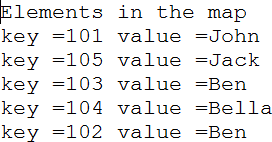 Elements in the map
key =101 value =John
key =105 value =Jack
key =103 value =Ben
key =104 value =Bella
key =102 value =Ben